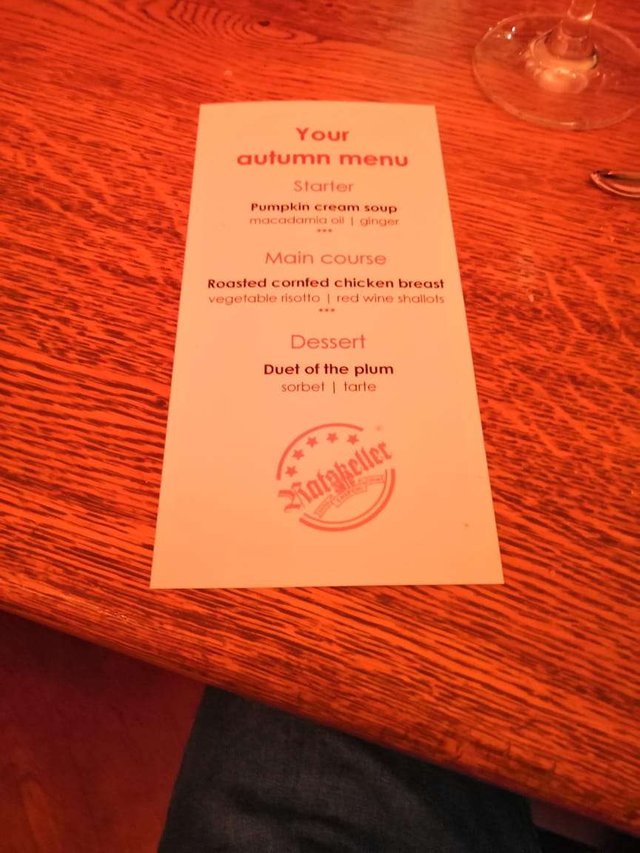 Your
autumn menu
Starter
Pumpkin cream soup
macadamia oil | ginger
***
Main course
Roasted cornfed chicken breast
vegetable risotto | red wine shallots
***
Dessert
Duet of the plum
sorbet | tarte
Ratzkeller